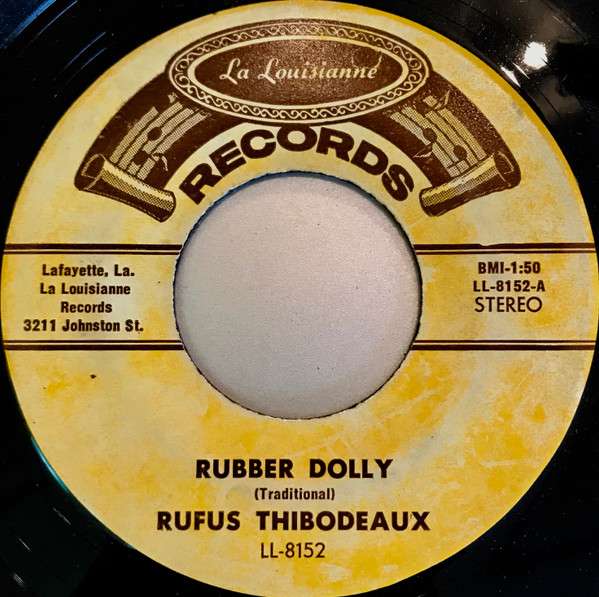 La Louisianne
RECORDS
Lafayette, La.
La Louisianne
Records
3211 Johnston St.
BMI-1:50
LL-8152-A
STEREO
RUBBER DOLLY
(Traditional)
RUFUS THIBODEAUX
LL-8152